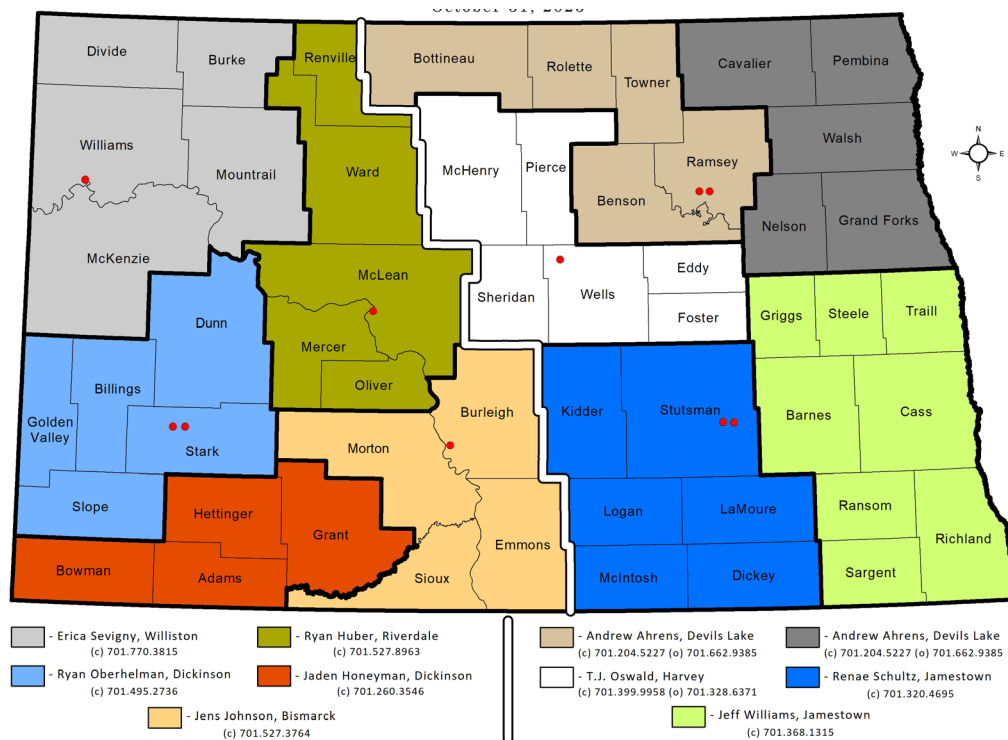 October 31,
Divide
Burke
Renville
Bottineau
Rolette
Towner
Cavalier
Pembina
Williams
Mountrail
Ward
McHenry
Pierce
Benson
Ramsey
Walsh
Nelson
Grand Forks
N
W E
S
McKenzie
McLean
Sheridan
Wells
Eddy
Foster
Griggs
Steele
Traill
Dunn
Mercer
Oliver
Golden
Valley
Billings
Stark
Morton
Burleigh
Kidder
Stutsman
Barnes
Cass
Slope
Hettinger
Grant
Emmons
Logan
LaMoure
Ransom
Richland
Bowman
Adams
Sioux
McIntosh
Dickey
Sargent
- Erica Sevigny, Williston
(c) 701.770.3815
- Ryan Huber, Riverdale
(c) 701.527.8963
- Ryan Oberhelman, Dickinson
(c) 701.495.2736
- Jaden Honeyman, Dickinson
(c) 701.260.3546
- Jens Johnson, Bismarck
(c) 701.527.3764
- Andrew Ahrens, Devils Lake
(c) 701.204.5227 (o) 701.662.9385
- Andrew Ahrens, Devils Lake
(c) 701.204.5227 (o) 701.662.9385
- T.J. Oswald, Harvey
(c) 701.399.9958 (o) 701.328.6371
- Renae Schultz, Jamestown
(c) 701.320.4695
- Jeff Williams, Jamestown
(c) 701.368.1315